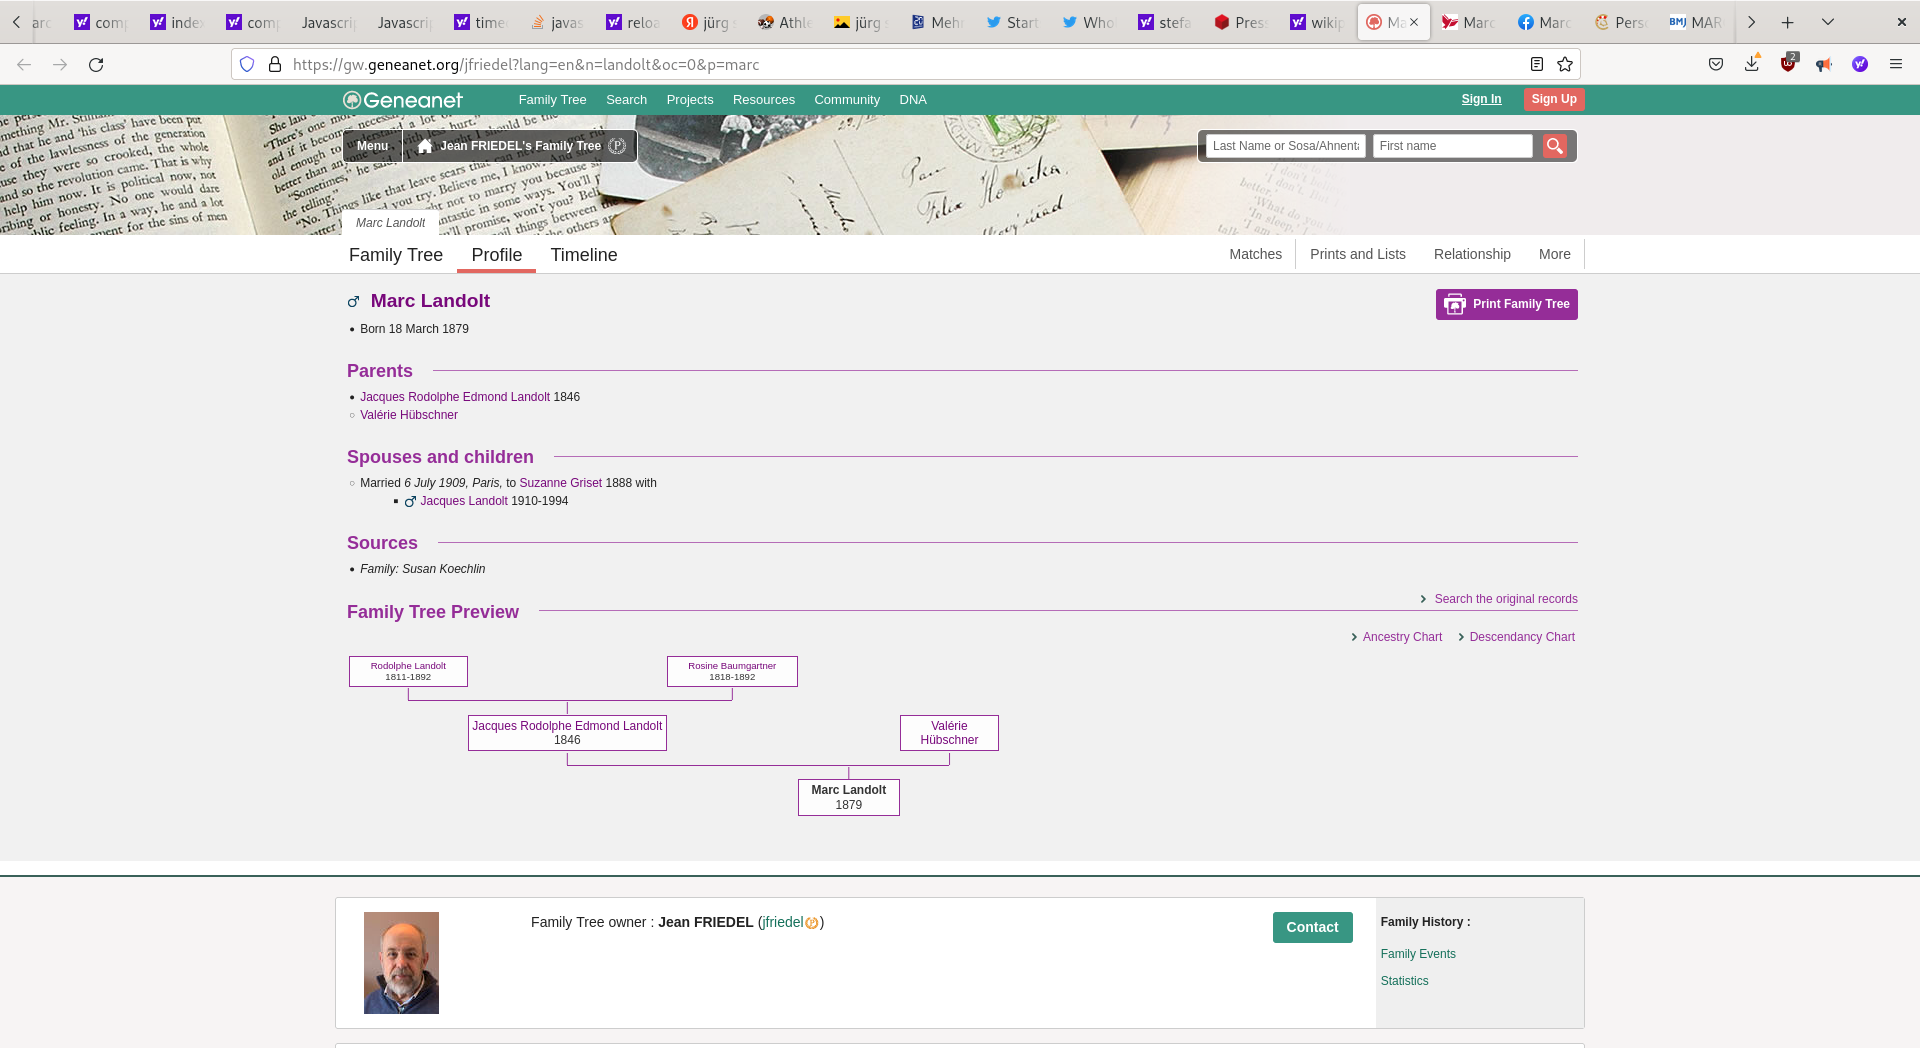 com
index
comp
Javascri
Javascri
time
javas
reloa
jürg s
Athle
jürg s
Mehr
Start
Who
stefa
Press
wikip
Ma
Marc
Marc
Perso
BMJ MAR
https://gw.geneanet.org/jfriedel?lang=en&n=landolt&oc=0&p=marc
2
Geneanet
Family Tree
Search
Projects
Resources
Community
DNA
Sign In
Sign Up
Menu
Jean FRIEDEL's Family Tree
Last Name or Sosa/Ahnenta
First name
Marc Landolt
Family Tree
Profile
Timeline
Matches
Prints and Lists
Relationship
More
Marc Landolt
Print Family Tree
Born 18 March 1879
Parents
Jacques Rodolphe Edmond Landolt 1846
Valérie Hübschner
Spouses and children
Married 6 July 1909, Paris, to Suzanne Griset 1888 with
Jacques Landolt 1910-1994
Sources
Family: Susan Koechlin
Search the original records
Family Tree Preview
Ancestry Chart
Descendancy Chart
Rodolphe Landolt
1811-1892
Rosine Baumgartner
1818-1892
Jacques Rodolphe Edmond Landolt
1846
Valérie
Hübschner
Marc Landolt
1879
Family Tree owner : Jean FRIEDEL (jfriedel)
Contact
Family History :
Family Events
Statistics